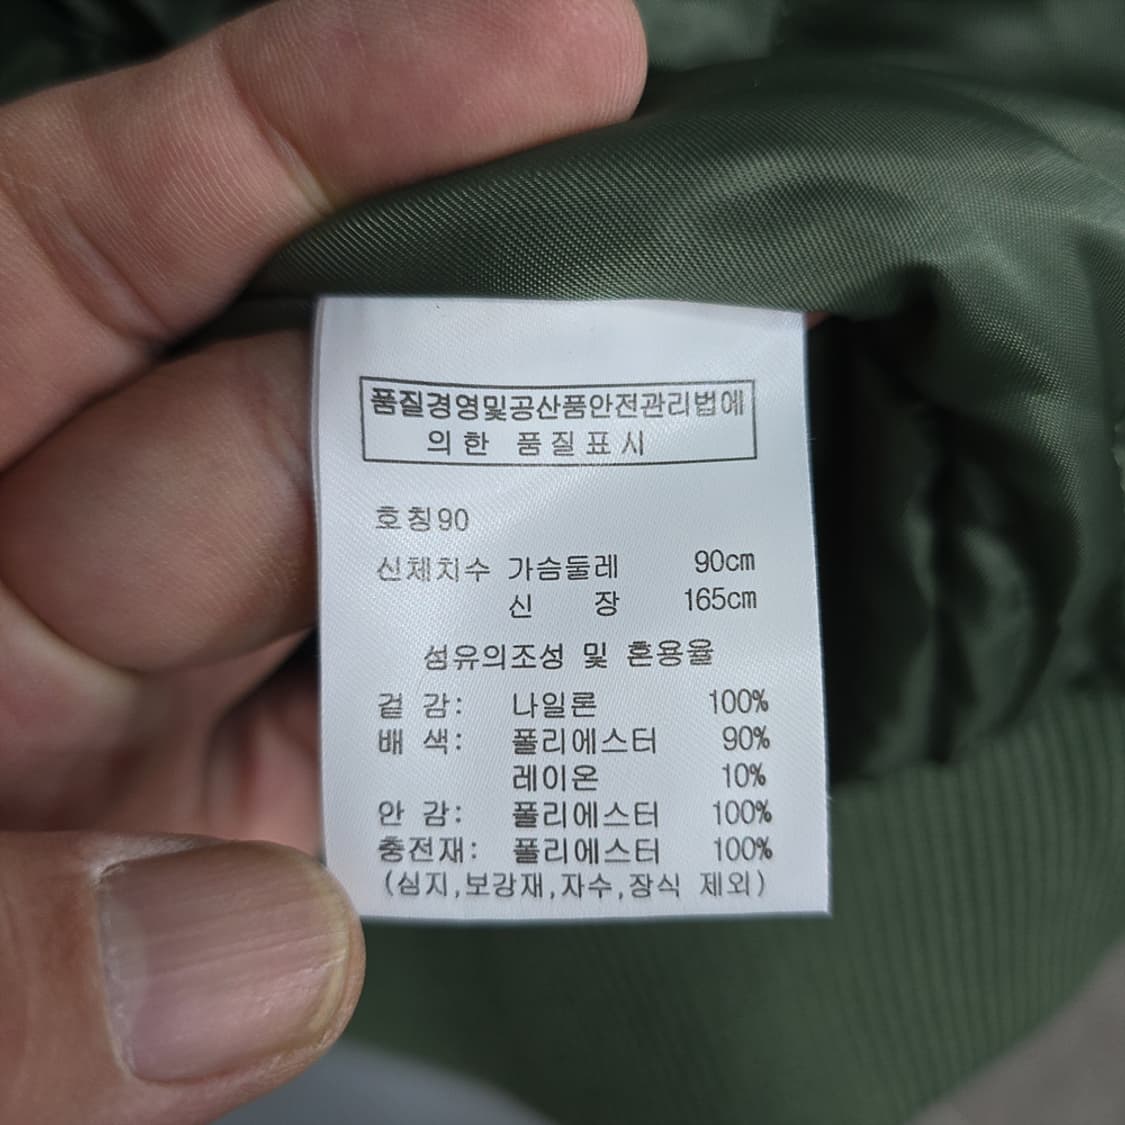 품질경영및공산품안전관리법에
의한 품질표시
호칭90
신체치수 가슴둘레 90cm
신 장 165cm
섬유의조성 및 혼용율
겉 감: 나일론 100%
배 색: 폴리에스터 90%
레이온 10%
안 감: 폴리에스터 100%
충전재: 폴리에스터 100%
(심지,보강재,자수,장식 제외)